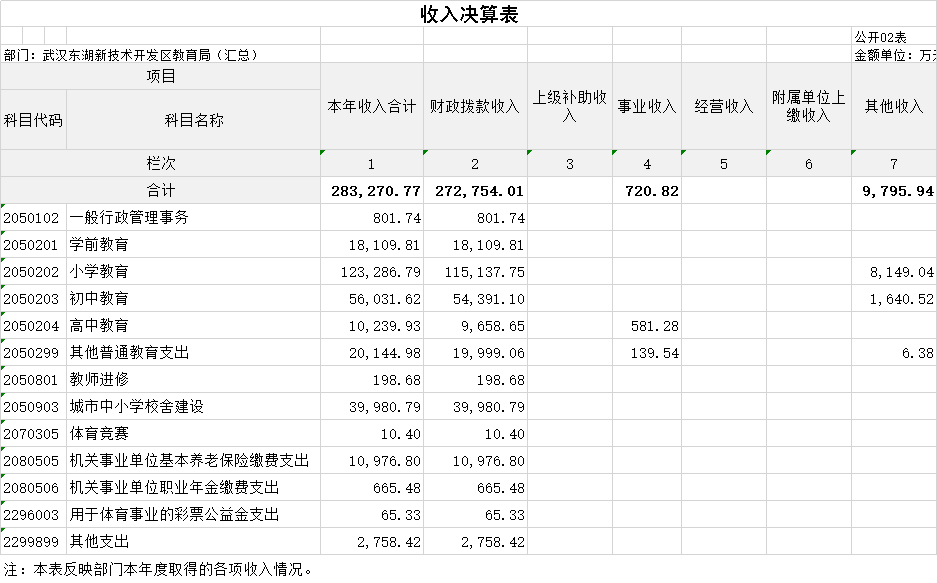 收入决算表
公开02表
部门：武汉东湖新技术开发区教育局（汇总） 金额单位：万
项目 本年收入合计 财政拨款收入 上级补助收入 事业收入 经营收入 附属单位上缴收入 其他收入
科目代码 科目名称
栏次 1 2 3 4 5 6 7
合计 283,270.77 272,754.01 720.82 9,795.94
2050102 一般行政管理事务 801.74 801.74
2050201 学前教育 18,109.81 18,109.81
2050202 小学教育 123,286.79 115,137.75 8,149.04
2050203 初中教育 56,031.62 54,391.10 1,640.52
2050204 高中教育 10,239.93 9,658.65 581.28
2050299 其他普通教育支出 20,144.98 19,999.06 139.54 6.38
2050801 教师进修 198.68 198.68
2050903 城市中小学校舍建设 39,980.79 39,980.79
2070305 体育竞赛 10.40 10.40
2080505 机关事业单位基本养老保险缴费支出 10,976.80 10,976.80
2080506 机关事业单位职业年金缴费支出 665.48 665.48
2296003 用于体育事业的彩票公益金支出 65.33 65.33
2299899 其他支出 2,758.42 2,758.42
注：本表反映部门本年度取得的各项收入情况。